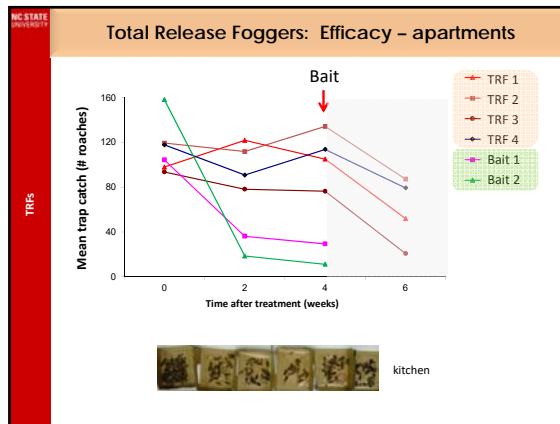 NC STATE
UNIVERSITY
Total Release Foggers: Efficacy – apartments
TRFs
Bait
Mean trap catch (# roaches)
160
120
80
40
0
0
2
4
6
Time after treatment (weeks)
TRF 1
TRF 2
TRF 3
TRF 4
Bait 1
Bait 2
kitchen